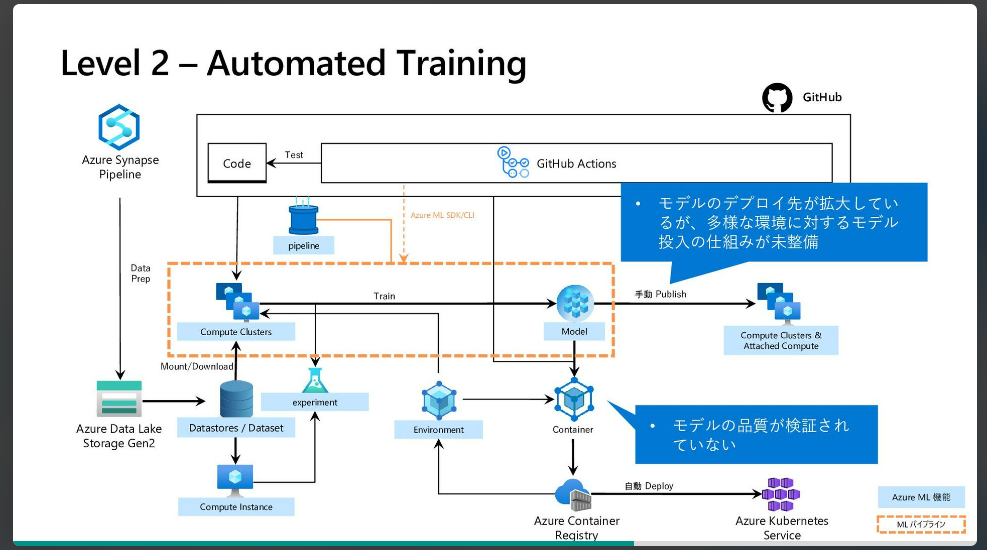 Level 2 – Automated Training
GitHub
Azure Synapse
Pipeline
Code
Test
GitHub Actions
Azure ML SDK/CLI
pipeline
• モデルのデプロイ先が拡大してい
るが、多様な環境に対するモデル
投入の仕組みが未整備
Data
Prep
Train
手動 Publish
Compute Clusters
Model
Compute Clusters &
Attached Compute
Mount/Download
experiment
Azure Data Lake
Storage Gen2
Datastores / Dataset
Environment
Container
• モデルの品質が検証され
ていない
Compute Instance
自動 Deploy
Azure Container
Registry
Azure Kubernetes
Service
Azure ML 機能
ML パイプライン